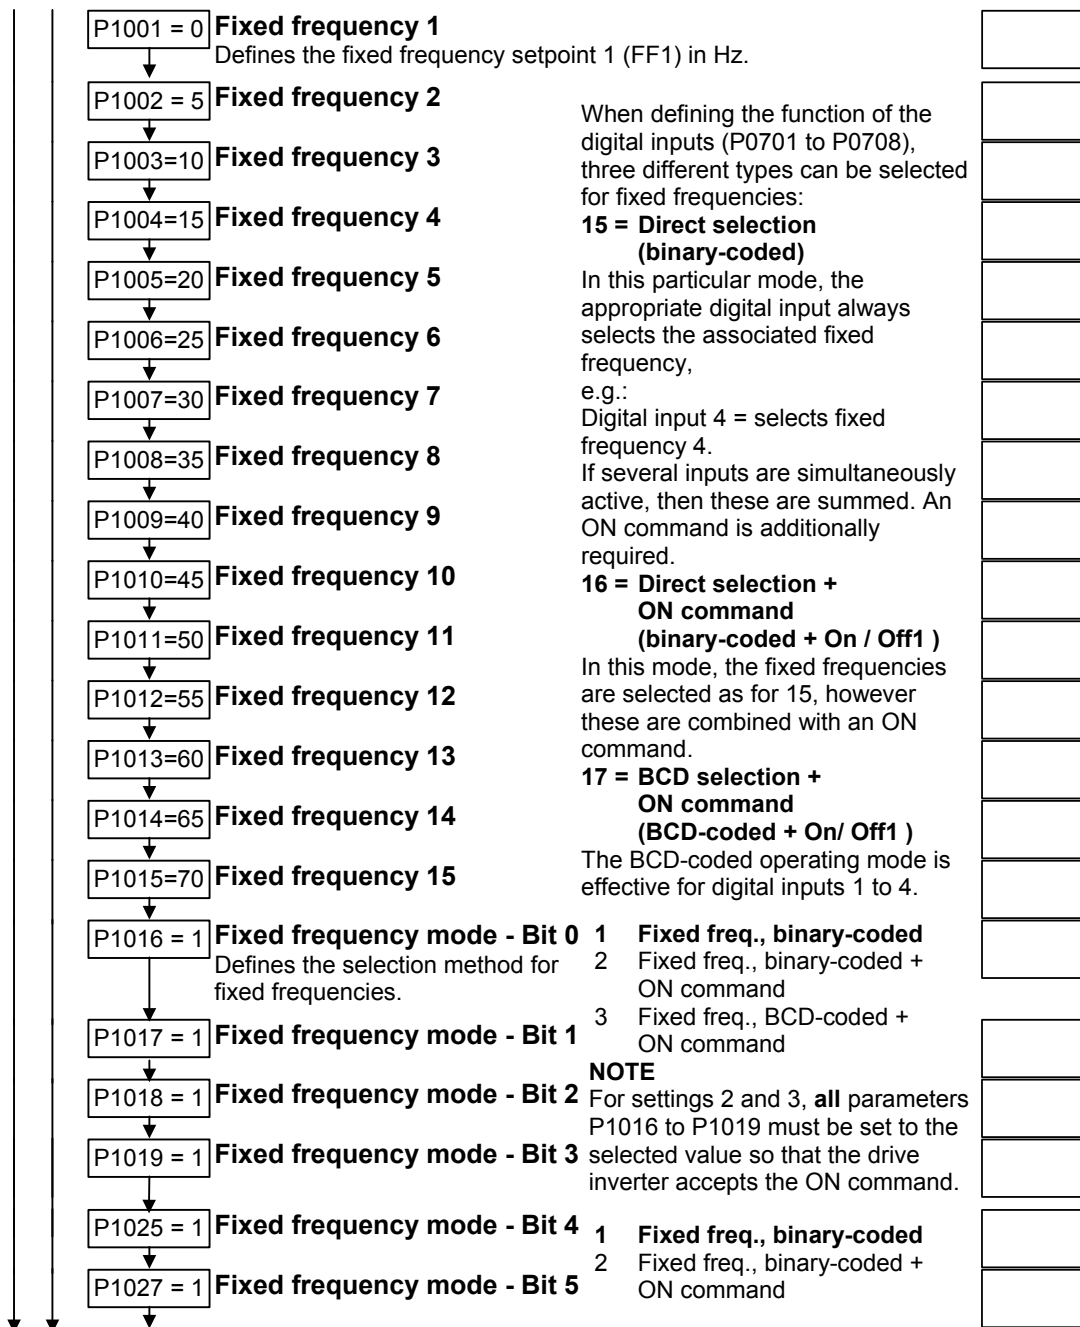 P1001 = 0 Fixed frequency 1
Defines the fixed frequency setpoint 1 (FF1) in Hz.
P1002 = 5 Fixed frequency 2
P1003=10 Fixed frequency 3
P1004=15 Fixed frequency 4
P1005=20 Fixed frequency 5
P1006=25 Fixed frequency 6
P1007=30 Fixed frequency 7
P1008=35 Fixed frequency 8
P1009=40 Fixed frequency 9
P1010=45 Fixed frequency 10
P1011=50 Fixed frequency 11
P1012=55 Fixed frequency 12
P1013=60 Fixed frequency 13
P1014=65 Fixed frequency 14
P1015=70 Fixed frequency 15
When defining the function of the
digital inputs (P0701 to P0708),
three different types can be selected
for fixed frequencies:
15 = Direct selection
(binary-coded)
In this particular mode, the
appropriate digital input always
selects the associated fixed
frequency,
e.g.:
Digital input 4 = selects fixed
frequency 4.
If several inputs are simultaneously
active, then these are summed. An
ON command is additionally
required.
16 = Direct selection +
ON command
(binary-coded + On / Off1 )
In this mode, the fixed frequencies
are selected as for 15, however
these are combined with an ON
command.
17 = BCD selection +
ON command
(BCD-coded + On/ Off1 )
The BCD-coded operating mode is
effective for digital inputs 1 to 4.
P1016 = 1 Fixed frequency mode - Bit 0
Defines the selection method for
fixed frequencies.
P1017 = 1 Fixed frequency mode - Bit 1
P1018 = 1 Fixed frequency mode - Bit 2
P1019 = 1 Fixed frequency mode - Bit 3
1 Fixed freq., binary-coded
2 Fixed freq., binary-coded +
ON command
3 Fixed freq., BCD-coded +
ON command
NOTE
For settings 2 and 3, all parameters
P1016 to P1019 must be set to the
selected value so that the drive
inverter accepts the ON command.
P1025 = 1 Fixed frequency mode - Bit 4
P1027 = 1 Fixed frequency mode - Bit 5
1 Fixed freq., binary-coded
2 Fixed freq., binary-coded +
ON command